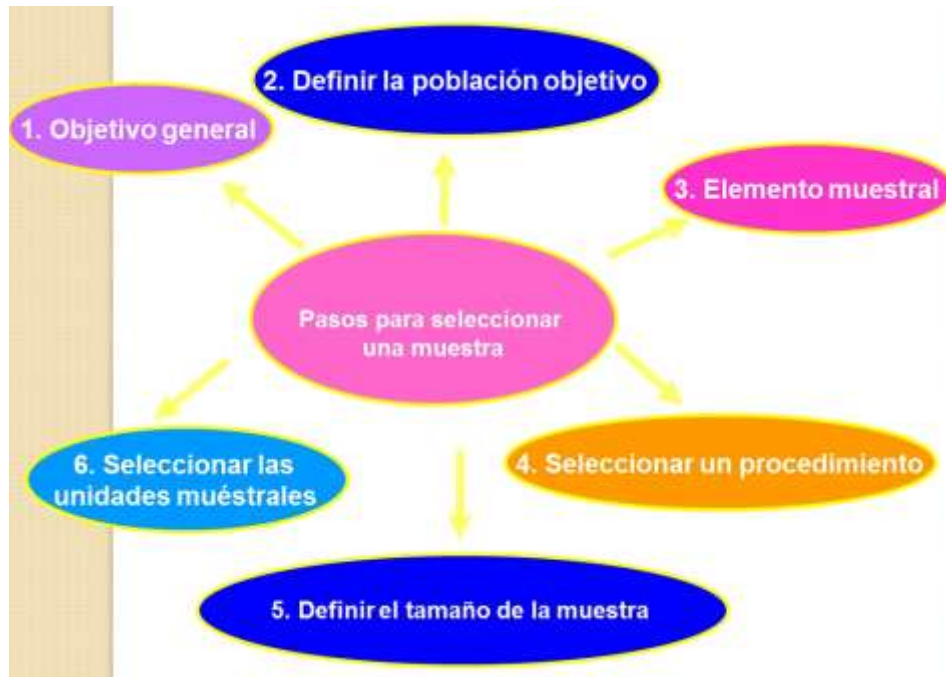 2. Definir la población objetivo
1. Objetivo general
3. Elemento muestral
Pasos para seleccionar
una muestra
6. Seleccionar las
unidades muéstrales
4. Seleccionar un procedimiento
5. Definir el tamaño de la muestra